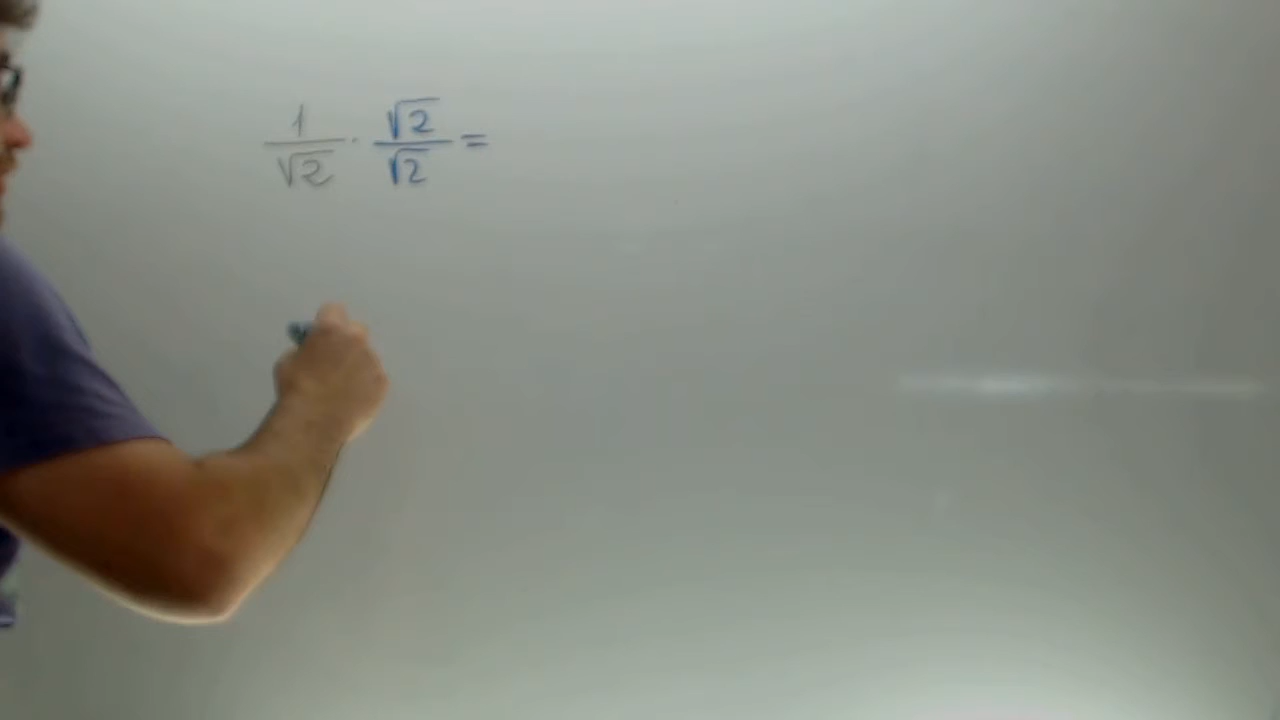 1/√2 · √2/√2 =